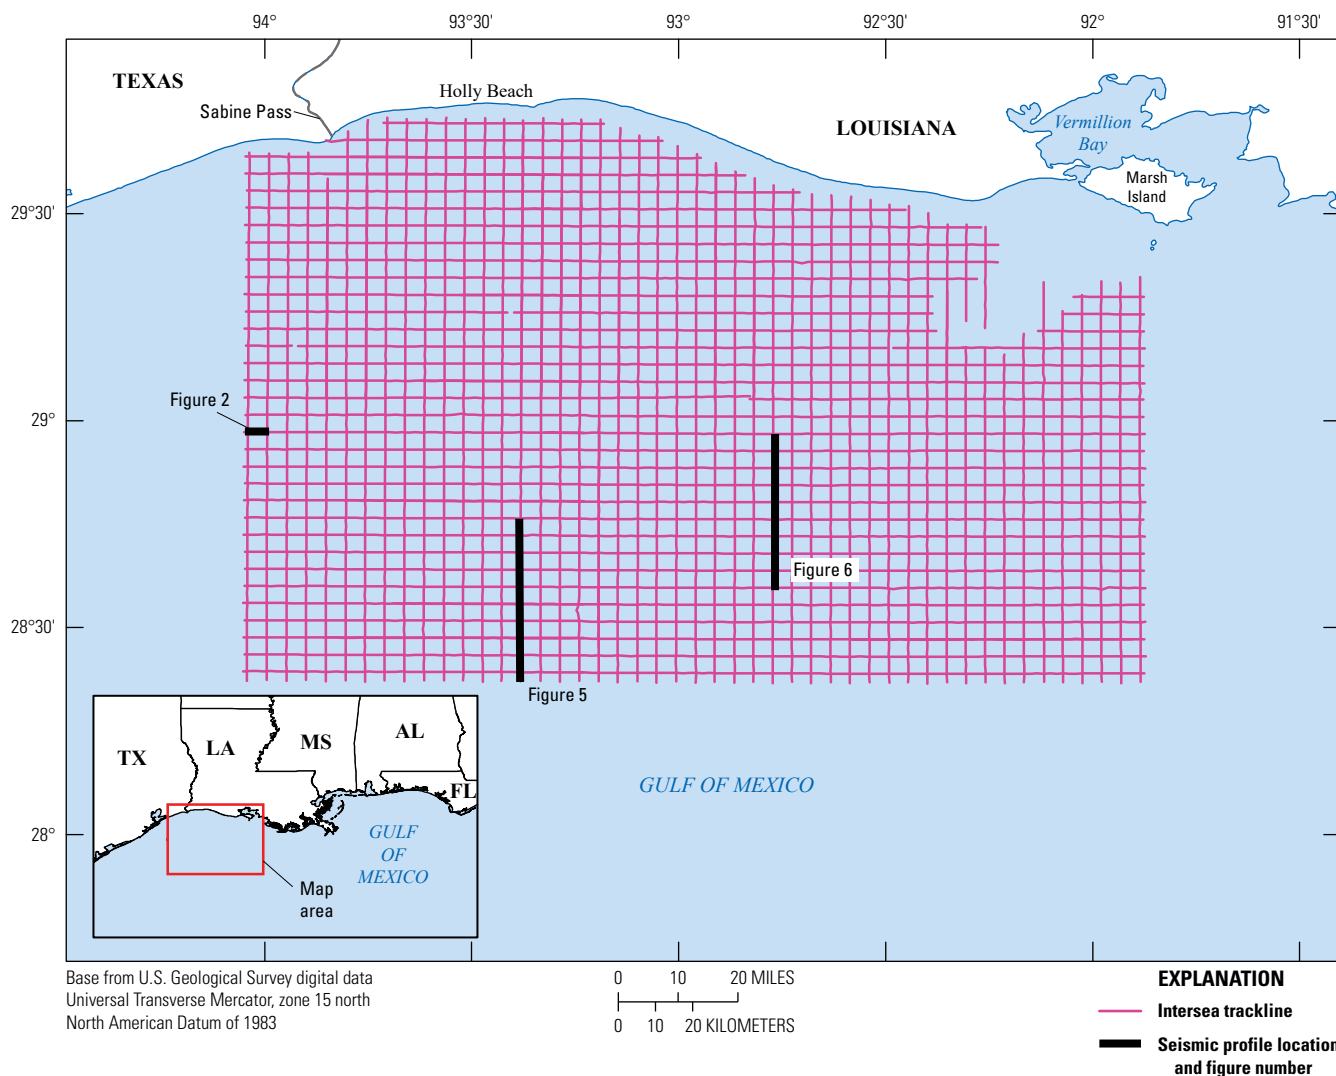 94°
93°30'
93°
92°30'
92°
91°30'
TEXAS
Sabine Pass
Holly Beach
LOUISIANA
Vermillion
Bay
Marsh
Island
29°30'
29°
28°30'
28°
Figure 2
Figure 6
Figure 5
GULF OF MEXICO
TX
LA
MS
AL
FL
GULF
OF
MEXICO
Map
area
Base from U.S. Geological Survey digital data
Universal Transverse Mercator, zone 15 north
North American Datum of 1983
0 10 20 MILES
0 10 20 KILOMETERS
EXPLANATION
Intersea trackline
Seismic profile location
and figure number